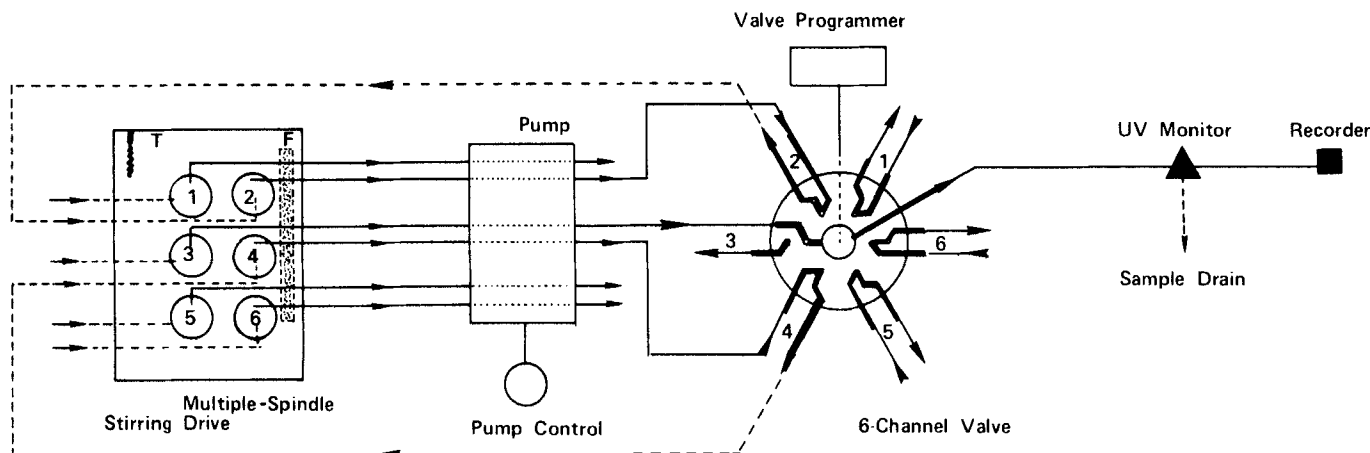 Valve Programmer
Pump
UV Monitor
Recorder
T
F
1
2
3
4
5
6
2
1
3
6
4
5
Sample Drain
Multiple-Spindle
Stirring Drive
Pump Control
6-Channel Valve